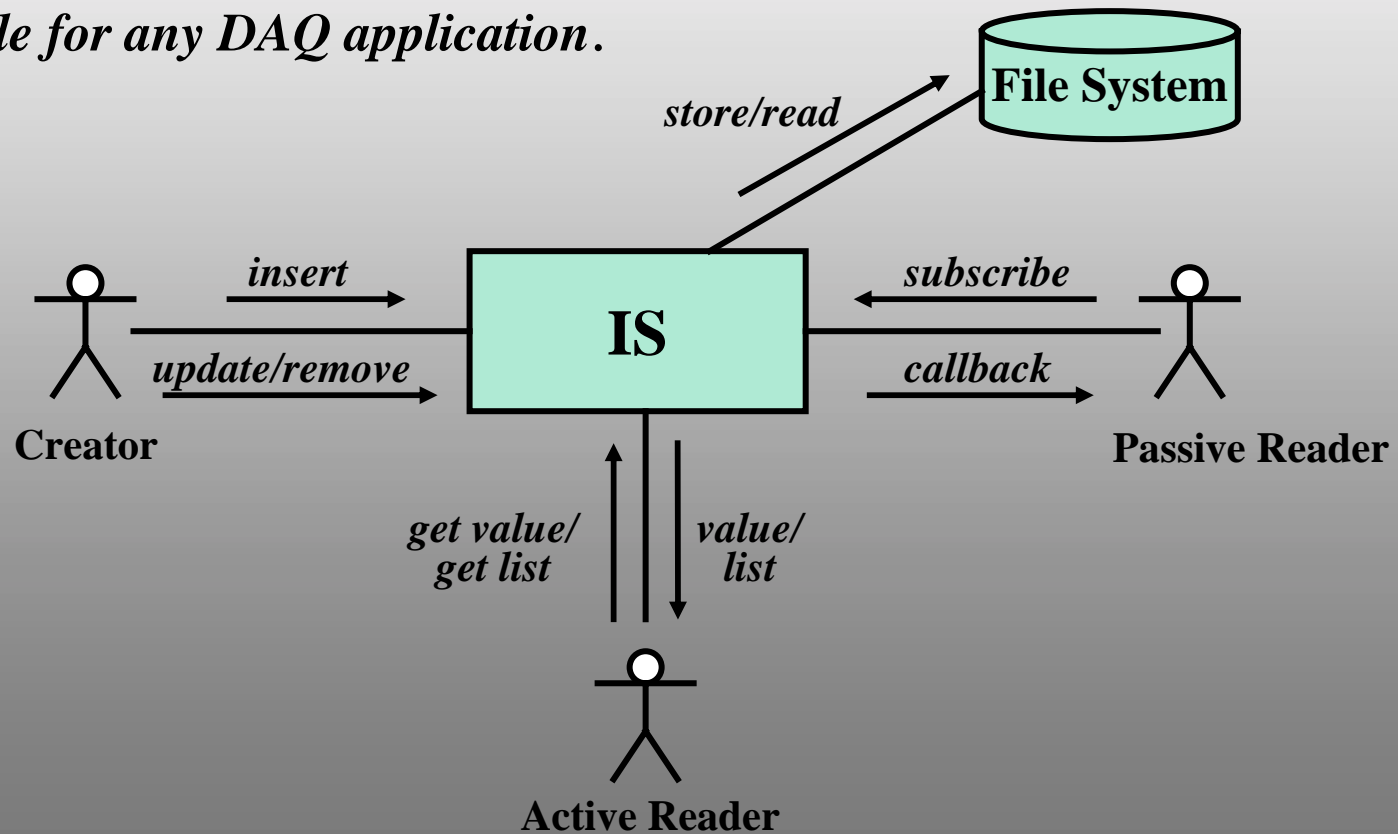 for any DAQ application.
File System
store/read
insert
subscribe
IS
update/remove
callback
Creator
Passive Reader
get value/
get list
value/
list
Active Reader